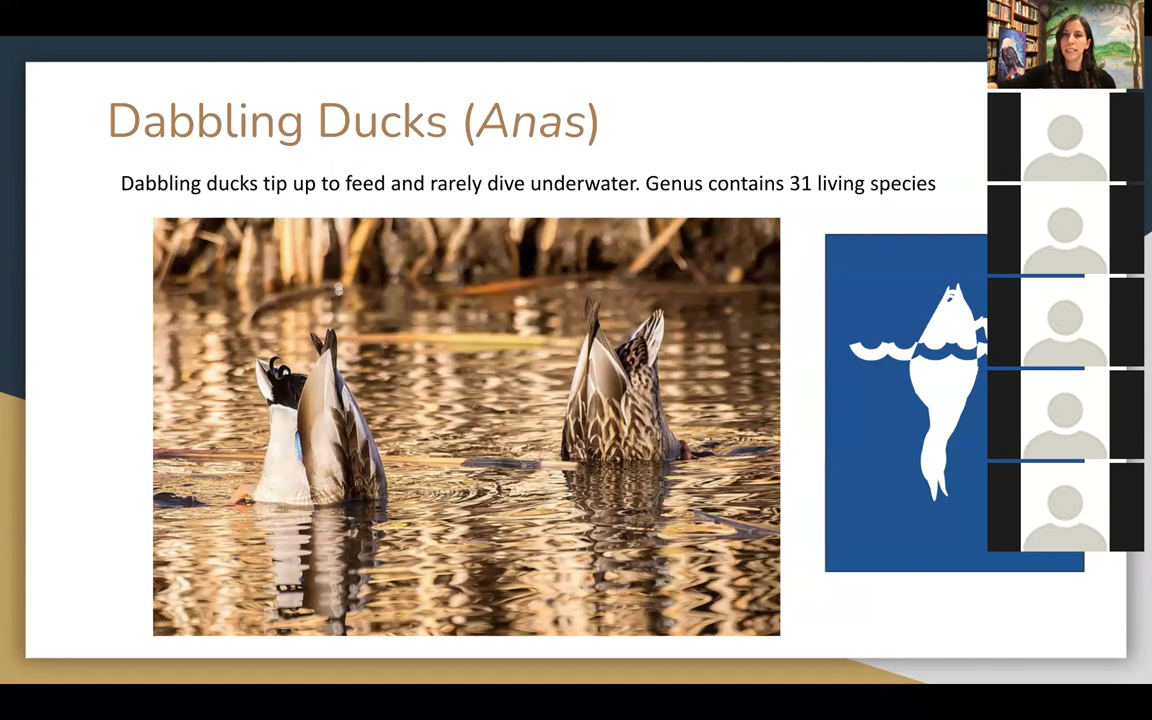 Dabbling Ducks (Anas)
Dabbling ducks tip up to feed and rarely dive underwater. Genus contains 31 living species